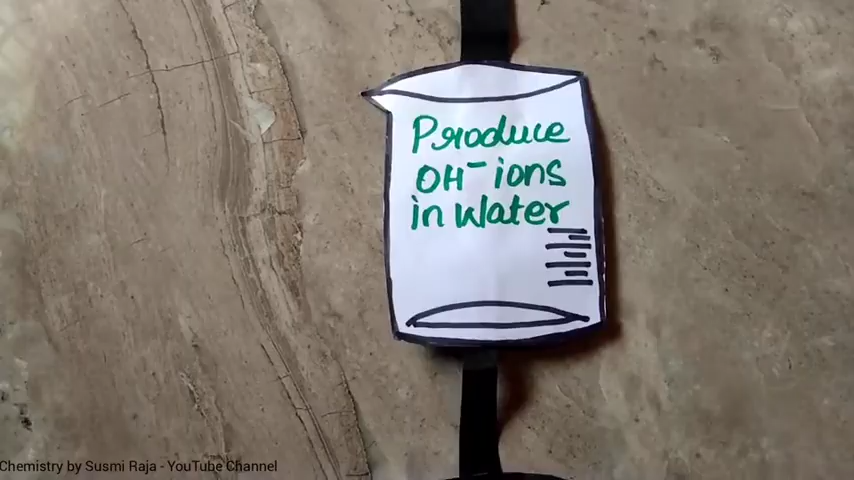 Produce
OH⁻ ions
in Water
Chemistry by Susmi Raja - YouTube Channel